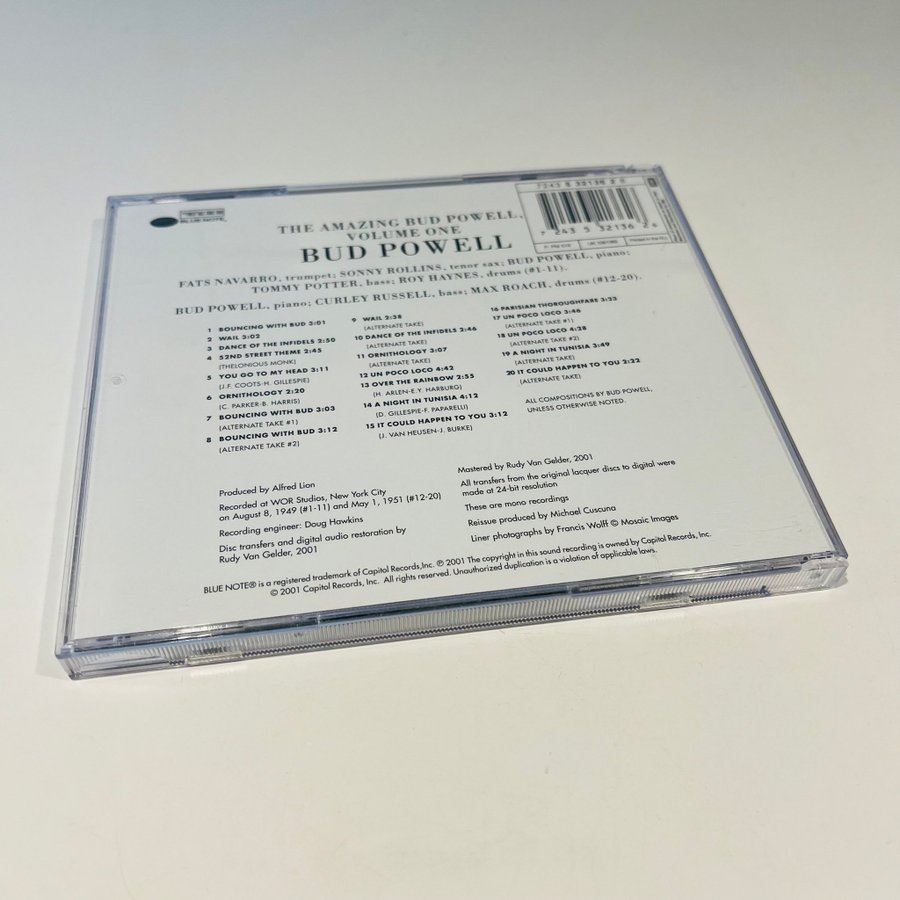 BLUE NOTE
THE AMAZING BUD POWELL,
VOLUME ONE
BUD POWELL
7243 5 32136 2 0
7 24353 21362 4
FATS NAVARRO, trumpet; SONNY ROLLINS, tenor sax; BUD POWELL, piano;
TOMMY POTTER, bass; ROY HAYNES, drums (#1-11).
BUD POWELL, piano; CURLEY RUSSELL, bass; MAX ROACH, drums (#12-20).
1 BOUNCING WITH BUD 3:01
2 WAIL 3:02
3 DANCE OF THE INFIDELS 2:50
4 52ND STREET THEME 2:45
(THELONIOUS MONK)
5 YOU GO TO MY HEAD 3:11
(J.F. COOTS-H. GILLESPIE)
6 ORNITHOLOGY 2:20
(C. PARKER-B. HARRIS)
7 BOUNCING WITH BUD 3:03
(ALTERNATE TAKE #1)
8 BOUNCING WITH BUD 3:12
(ALTERNATE TAKE #2)
9 WAIL 2:38
(ALTERNATE TAKE)
10 DANCE OF THE INFIDELS 2:46
(ALTERNATE TAKE)
11 ORNITHOLOGY 3:07
(ALTERNATE TAKE)
12 UN POCO LOCO 4:42
13 OVER THE RAINBOW 2:55
(H. ARLEN-E.Y. HARBURG)
14 A NIGHT IN TUNISIA 4:12
(D. GILLESPIE-F. PAPARELLI)
15 IT COULD HAPPEN TO YOU 3:12
(J. VAN HEUSEN-J. BURKE)
16 PARISIAN THOROUGHFARE 3:23
17 UN POCO LOCO 3:46
(ALTERNATE TAKE #1)
18 UN POCO LOCO 4:28
(ALTERNATE TAKE #2)
19 A NIGHT IN TUNISIA 3:49
(ALTERNATE TAKE)
20 IT COULD HAPPEN TO YOU 2:22
(ALTERNATE TAKE)
ALL COMPOSITIONS BY BUD POWELL,
UNLESS OTHERWISE NOTED.
Produced by Alfred Lion
Recorded at WOR Studios, New York City
on August 8, 1949 (#1-11) and May 1, 1951 (#12-20)
Recording engineer: Doug Hawkins
Disc transfers and digital audio restoration by
Rudy Van Gelder, 2001
Mastered by Rudy Van Gelder, 2001
All transfers from the original lacquer discs to digital were
made at 24-bit resolution
These are mono recordings
Reissue produced by Michael Cuscuna
Liner photographs by Francis Wolff © Mosaic Images
BLUE NOTE® is a registered trademark of Capitol Records, Inc. ℗ 2001 The copyright in this sound recording is owned by Capitol Records, Inc.
© 2001 Capitol Records, Inc. All rights reserved. Unauthorized duplication is a violation of applicable laws.